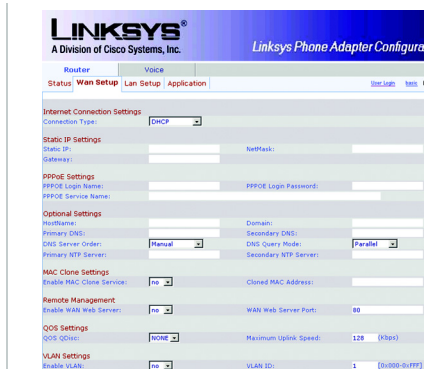 LINKSYS®
A Division of Cisco Systems, Inc.
Linksys Phone Adapter Configura
Router Voice
Status Wan Setup Lan Setup Application User Login basic
Internet Connection Settings
Connection Type: DHCP
Static IP Settings
Static IP: NetMask:
Gateway:
PPPoE Settings
PPPOE Login Name: PPPOE Login Password:
PPPOE Service Name:
Optional Settings
HostName: Domain:
Primary DNS: Secondary DNS:
DNS Server Order: Manual DNS Query Mode: Parallel
Primary NTP Server: Secondary NTP Server:
MAC Clone Settings
Enable MAC Clone Service: no Cloned MAC Address:
Remote Management
Enable WAN Web Server: no WAN Web Server Port: 80
QOS Settings
QOS QDisc: NONE Maximum Uplink Speed: 128 (Kbps)
VLAN Settings
Enable VLAN: no VLAN ID: 1 [0x000-0xFFF]